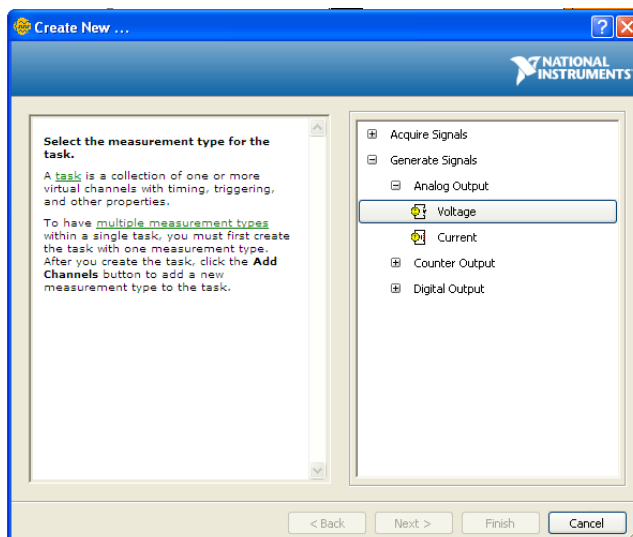 Create New ...
NATIONAL
INSTRUMENTS
Select the measurement type for the
task.
A task is a collection of one or more
virtual channels with timing, triggering,
and other properties.
To have multiple measurement types
within a single task, you must first create
the task with one measurement type.
After you create the task, click the Add
Channels button to add a new
measurement type to the task.
Acquire Signals
Generate Signals
Analog Output
Voltage
Current
Counter Output
Digital Output
< Back
Next >
Finish
Cancel